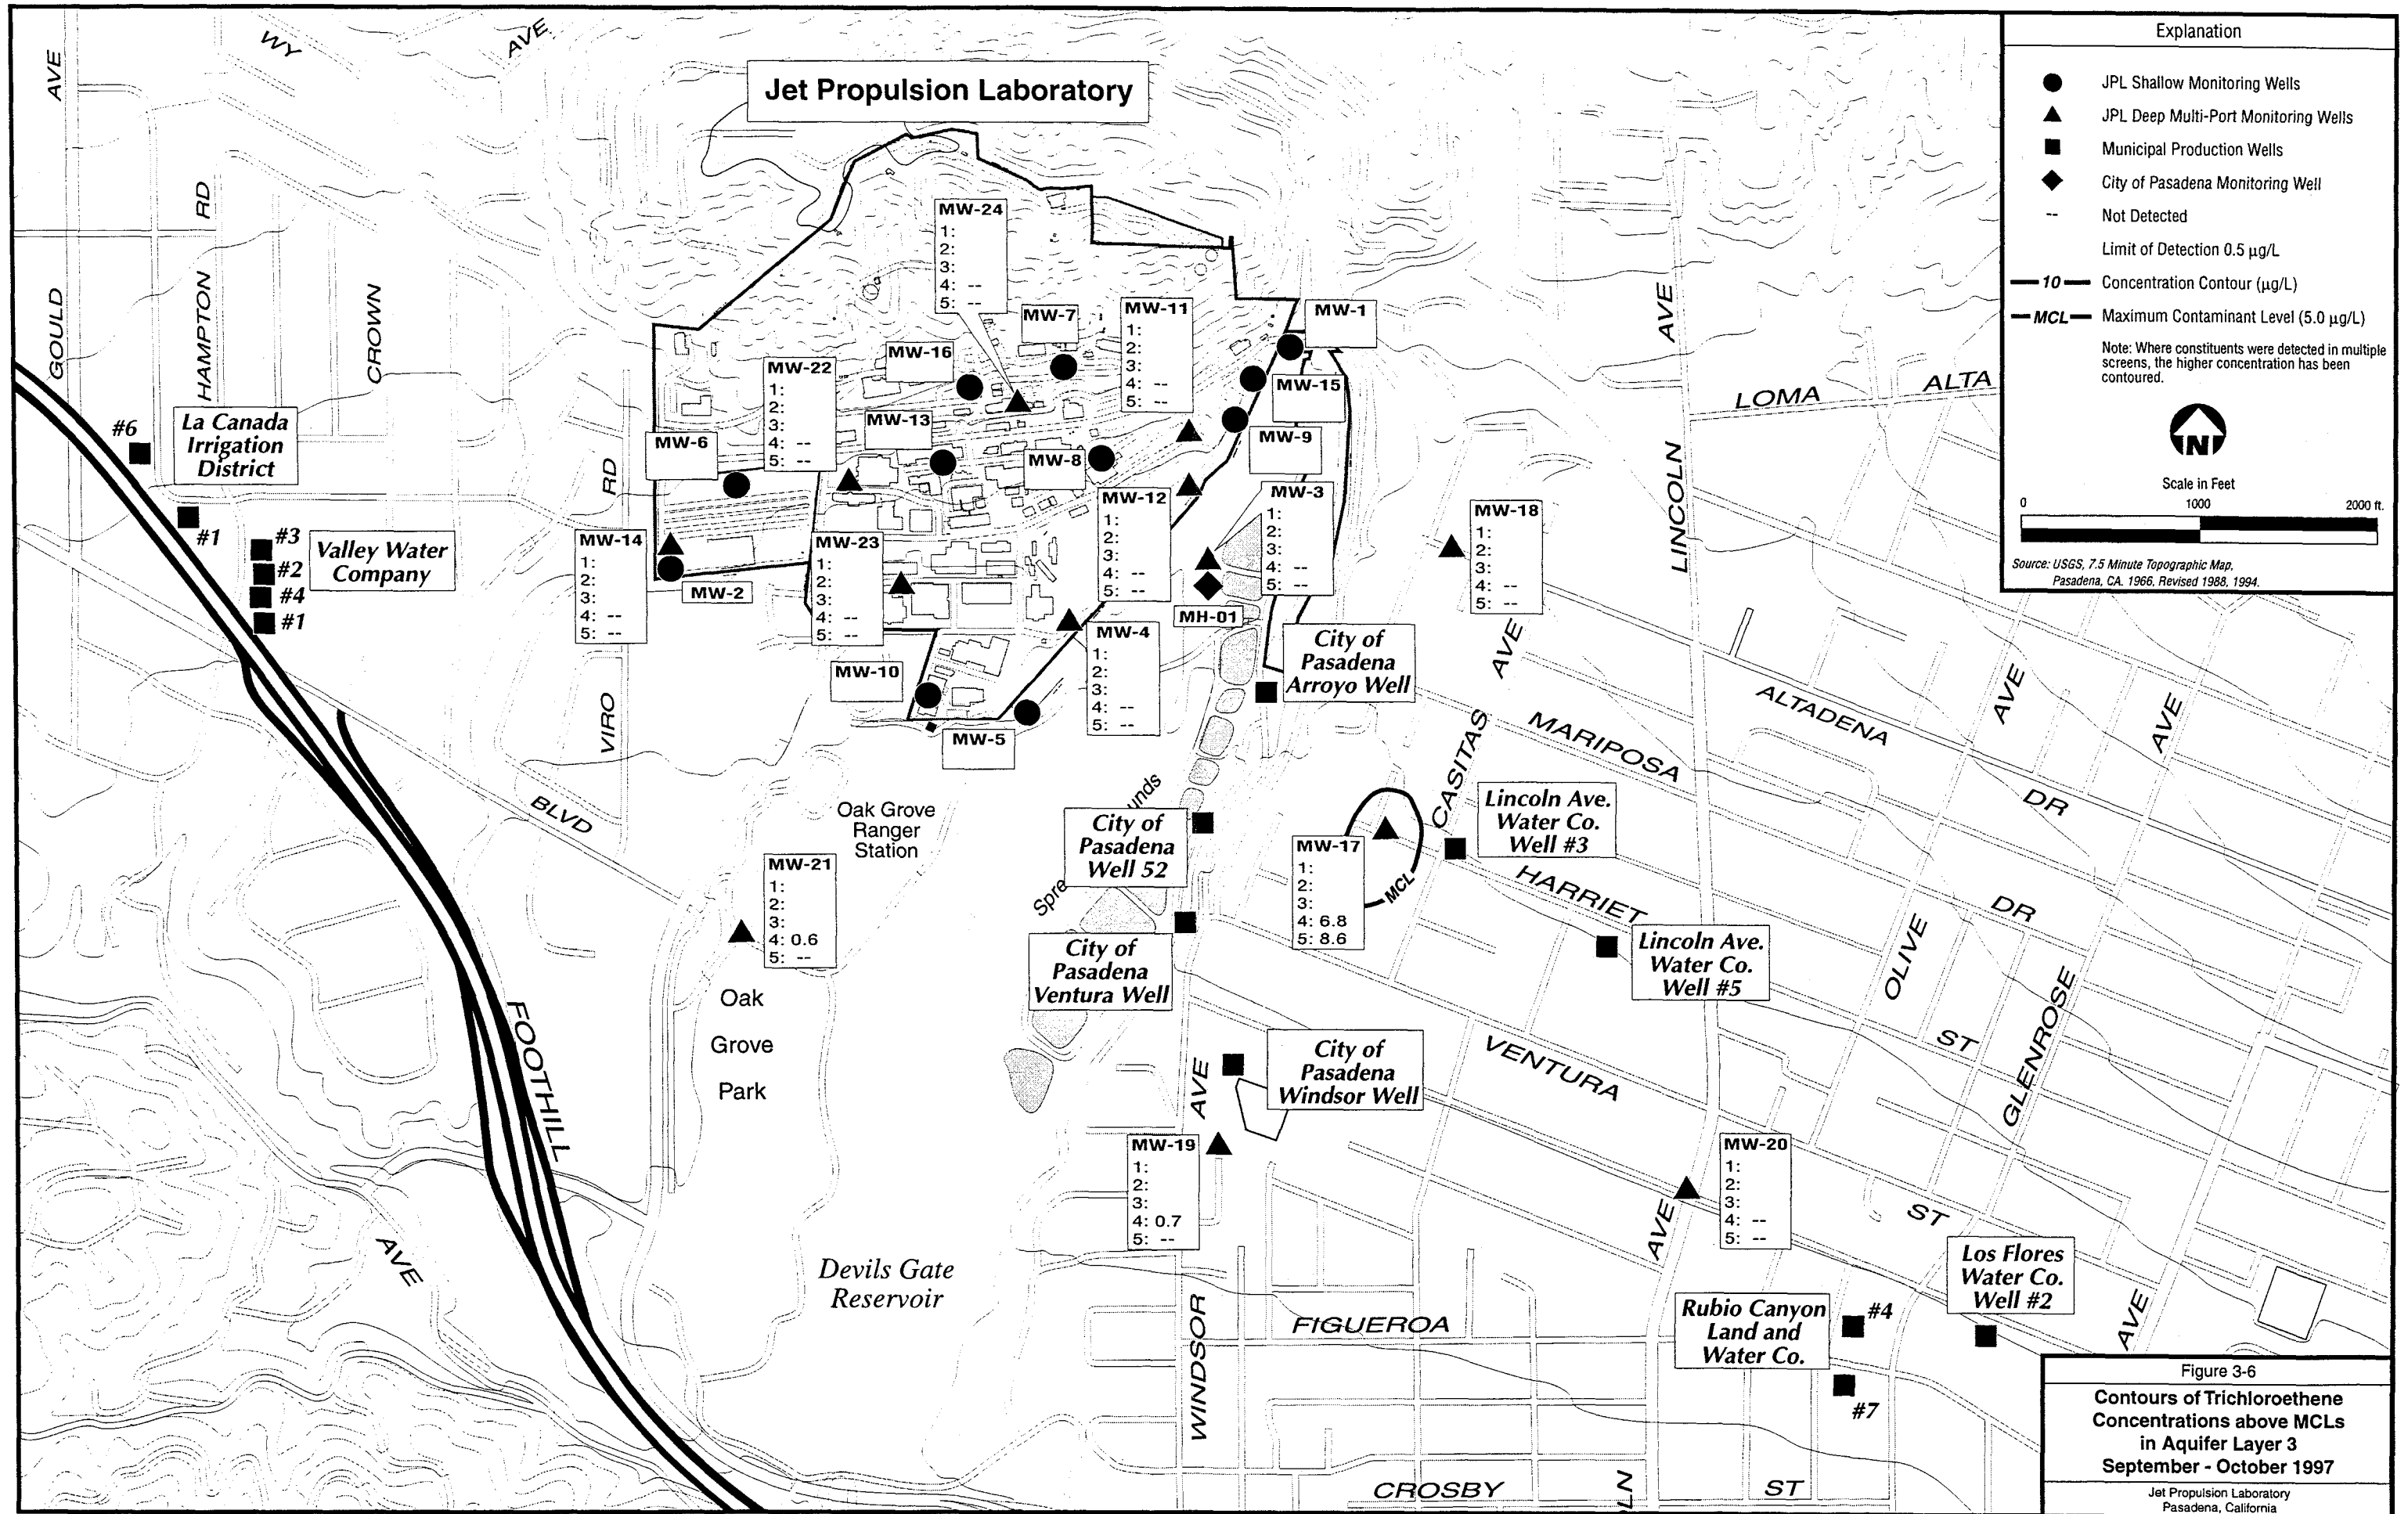 Explanation
JPL Shallow Monitoring Wells
JPL Deep Multi-Port Monitoring Wells
Municipal Production Wells
City of Pasadena Monitoring Well
-- Not Detected
Limit of Detection 0.5 µg/L
10 Concentration Contour (µg/L)
MCL Maximum Contaminant Level (5.0 µg/L)
Note: Where constituents were detected in multiple
screens, the higher concentration has been
contoured.
N
Scale in Feet
0 1000 2000 ft.
Source: USGS, 7.5 Minute Topographic Map,
Pasadena, CA. 1966, Revised 1988, 1994.
AVE
WY
AVE
Jet Propulsion Laboratory
GOULD
HAMPTON
RD
CROWN
MW-24
1:
2:
3:
4: --
5: --
MW-7
MW-11
1:
2:
3:
4: --
5: --
MW-1
MW-16
MW-15
MW-22
1:
2:
3:
4: --
5: --
MW-13
MW-6
MW-8
MW-9
AVE
LINCOLN
LOMA ALTA
#6
La Canada
Irrigation
District
#1
#3
#2
#4
#1
Valley Water
Company
RD
VIRO
MW-14
1:
2:
3:
4: --
5: --
MW-2
MW-23
1:
2:
3:
4: --
5: --
MW-12
1:
2:
3:
4: --
5: --
MW-3
1:
2:
3:
4: --
5: --
MW-18
1:
2:
3:
4: --
5: --
MH-01
MW-4
1:
2:
3:
4: --
5: --
MW-10
MW-5
City of
Pasadena
Arroyo Well
AVE
CASITAS
MARIPOSA
ALTADENA
DR
AVE
AVE
BLVD
Oak Grove
Ranger
Station
Spre
unds
City of
Pasadena
Well 52
MW-17
1:
2:
3:
4: 6.8
5: 8.6
MCL
Lincoln Ave.
Water Co.
Well #3
HARRIET
DR
MW-21
1:
2:
3:
4: 0.6
5: --
City of
Pasadena
Ventura Well
Lincoln Ave.
Water Co.
Well #5
OLIVE
GLENROSE
ST
Oak
Grove
Park
FOOTHILL
AVE
City of
Pasadena
Windsor Well
AVE
WINDSOR
VENTURA
MW-19
1:
2:
3:
4: 0.7
5: --
MW-20
1:
2:
3:
4: --
5: --
AVE
ST
Devils Gate
Reservoir
FIGUEROA
Rubio Canyon
Land and
Water Co.
#4
#7
Los Flores
Water Co.
Well #2
AVE
CROSBY
LN
ST
Figure 3-6
Contours of Trichloroethene
Concentrations above MCLs
in Aquifer Layer 3
September - October 1997
Jet Propulsion Laboratory
Pasadena, California